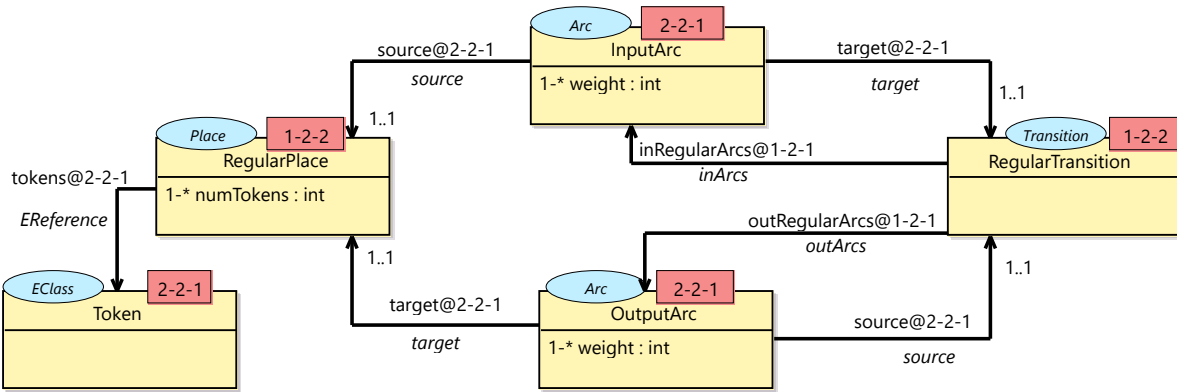 Arc
2-2-1
InputArc
1-* weight : int
source@2-2-1
source
1..1
target@2-2-1
target
1..1
Place
1-2-2
RegularPlace
1-* numTokens : int
Transition
1-2-2
RegularTransition
inRegularArcs@1-2-1
inArcs
tokens@2-2-1
EReference
outRegularArcs@1-2-1
outArcs
1..1
1..1
EClass
2-2-1
Token
Arc
2-2-1
OutputArc
1-* weight : int
target@2-2-1
target
source@2-2-1
source